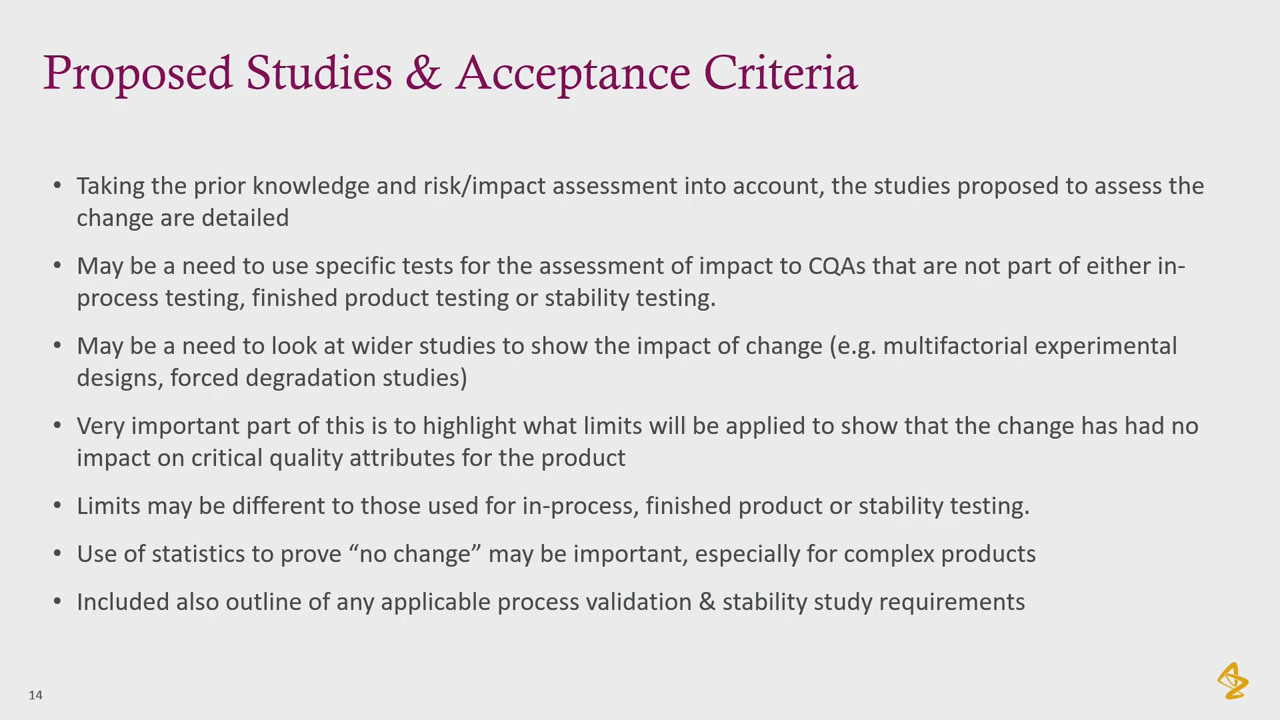 Proposed Studies & Acceptance Criteria
• Taking the prior knowledge and risk/impact assessment into account, the studies proposed to assess the
change are detailed
• May be a need to use specific tests for the assessment of impact to CQAs that are not part of either in-
process testing, finished product testing or stability testing.
• May be a need to look at wider studies to show the impact of change (e.g. multifactorial experimental
designs, forced degradation studies)
• Very important part of this is to highlight what limits will be applied to show that the change has had no
impact on critical quality attributes for the product
• Limits may be different to those used for in-process, finished product or stability testing.
• Use of statistics to prove “no change” may be important, especially for complex products
• Included also outline of any applicable process validation & stability study requirements
14